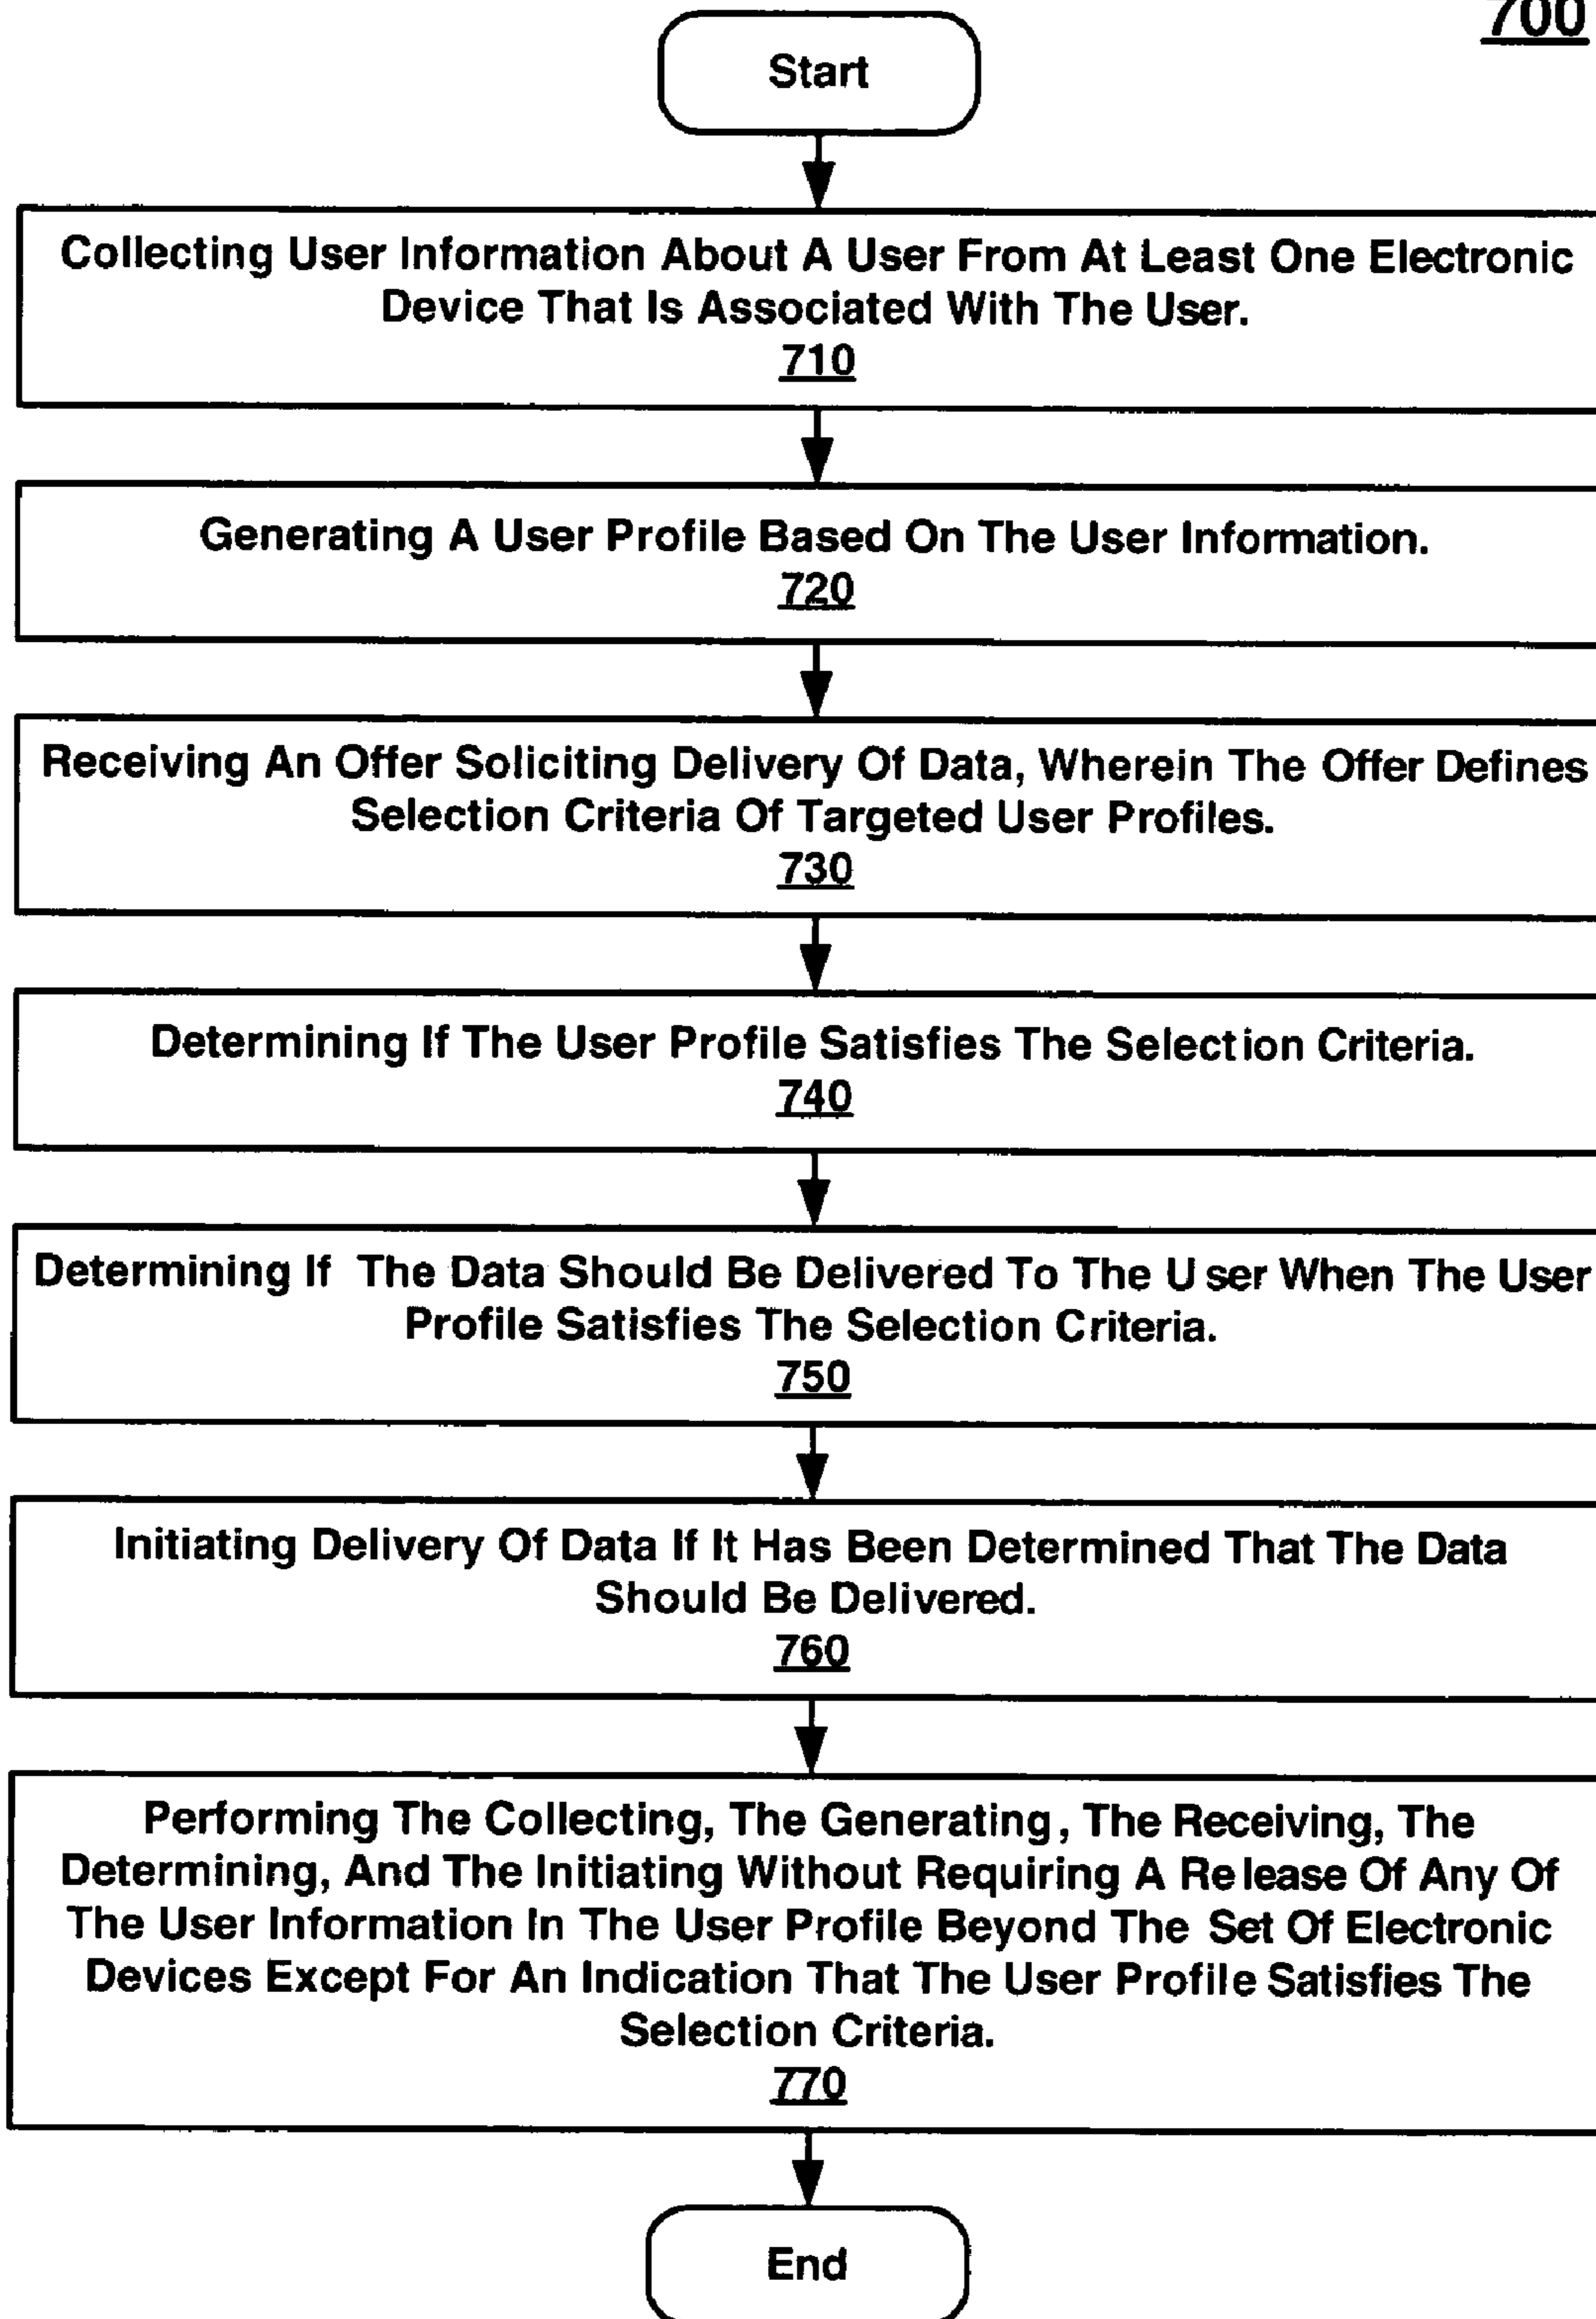 700
Start
Collecting User Information About A User From At Least One Electronic
Device That Is Associated With The User.
710
Generating A User Profile Based On The User Information.
720
Receiving An Offer Soliciting Delivery Of Data, Wherein The Offer Defines
Selection Criteria Of Targeted User Profiles.
730
Determining If The User Profile Satisfies The Selection Criteria.
740
Determining If The Data Should Be Delivered To The User When The User
Profile Satisfies The Selection Criteria.
750
Initiating Delivery Of Data If It Has Been Determined That The Data
Should Be Delivered.
760
Performing The Collecting, The Generating, The Receiving, The
Determining, And The Initiating Without Requiring A Release Of Any Of
The User Information In The User Profile Beyond The Set Of Electronic
Devices Except For An Indication That The User Profile Satisfies The
Selection Criteria.
770
End